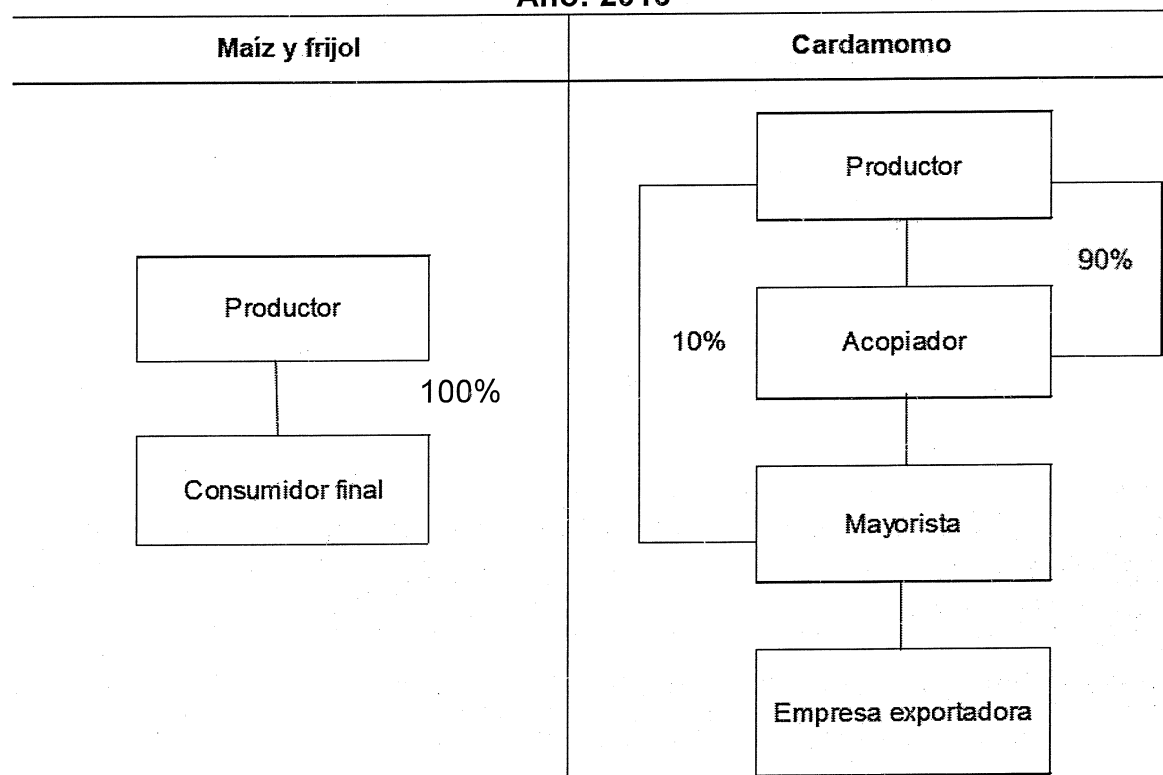 Maíz y frijol
Cardamomo
Productor
100%
Consumidor final
Productor
90%
10%
Acopiador
Mayorista
Empresa exportadora